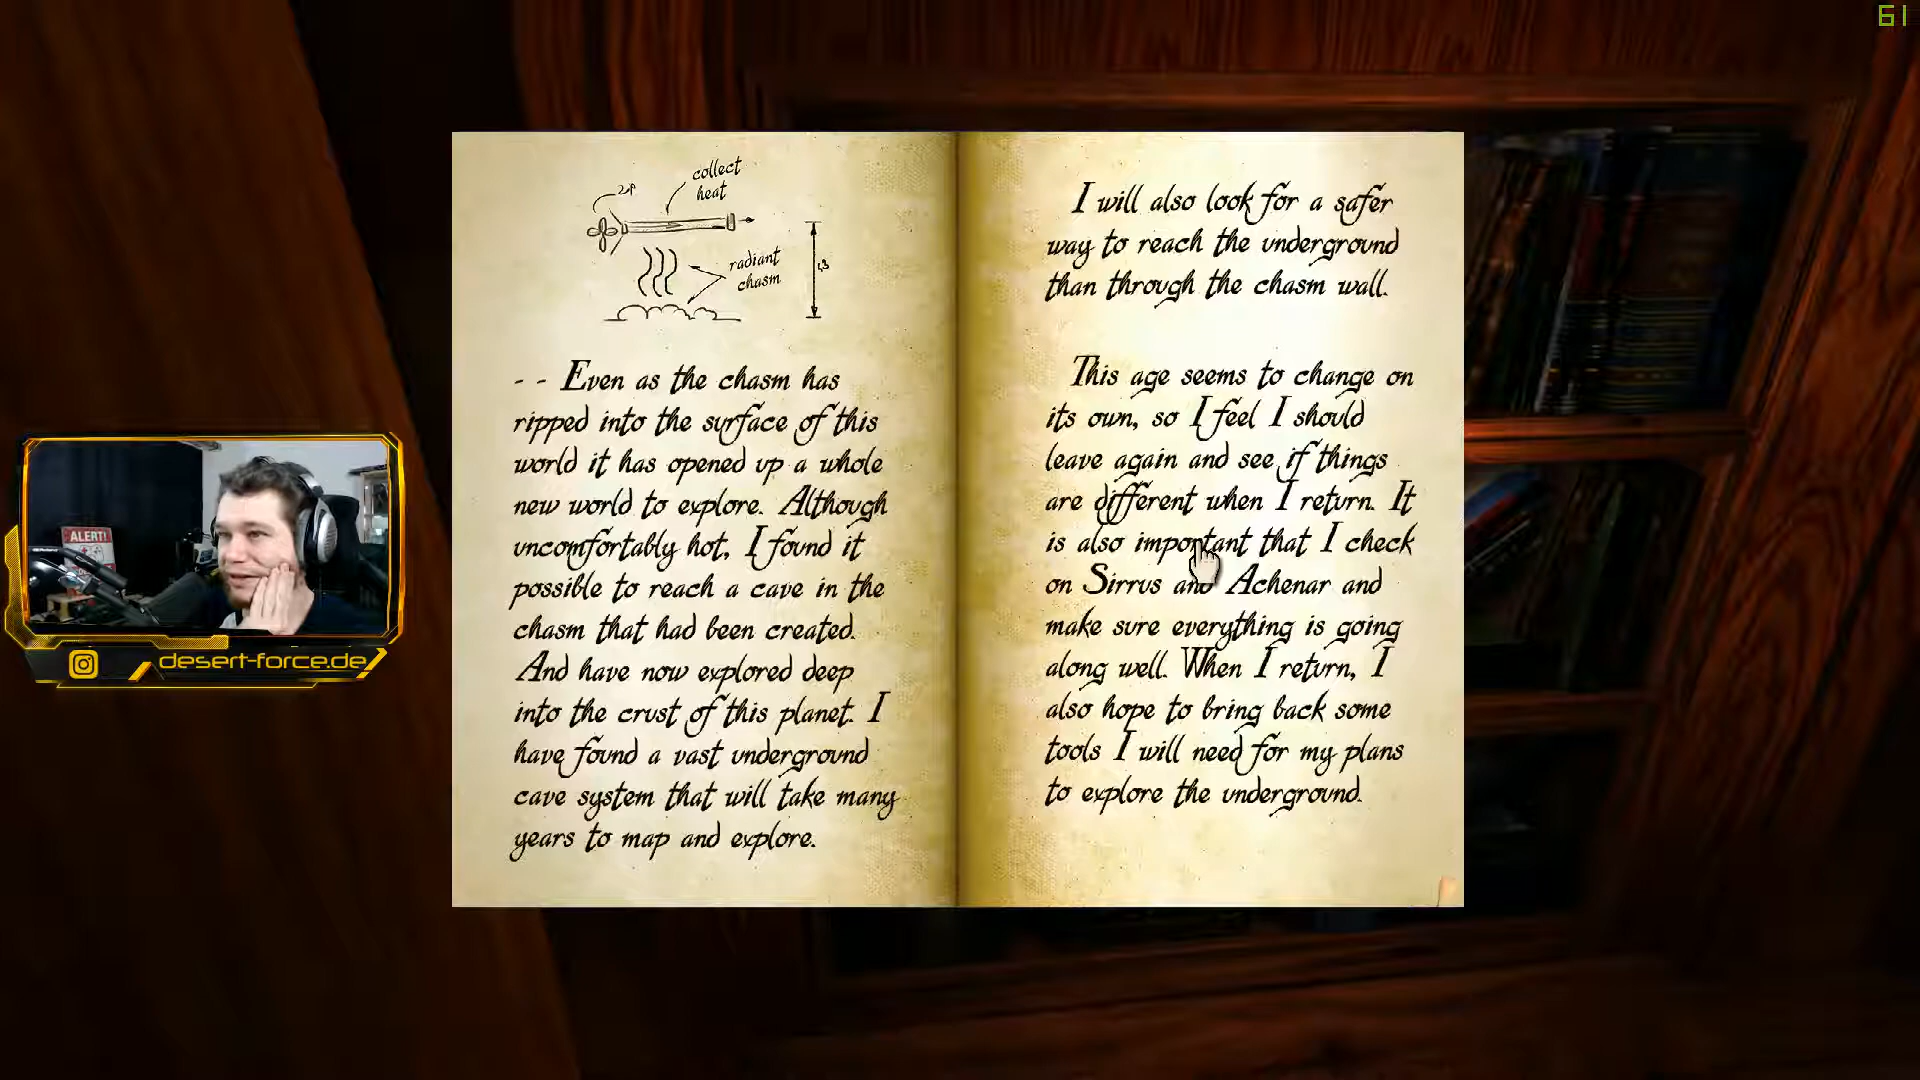 61
collect
heat
radiant
chasm
- - Even as the chasm has
ripped into the surface of this
world it has opened up a whole
new world to explore. Although
uncomfortably hot, I found it
possible to reach a cave in the
chasm that had been created.
And have now explored deep
into the crust of this planet. I
have found a vast underground
cave system that will take many
years to map and explore.
I will also look for a safer
way to reach the underground
than through the chasm wall.
This age seems to change on
its own, so I feel I should
leave again and see if things
are different when I return. It
is also important that I check
on Sirrus and Achenar and
make sure everything is going
along well. When I return, I
also hope to bring back some
tools I will need for my plans
to explore the underground.
ALERT!
desert-force.de